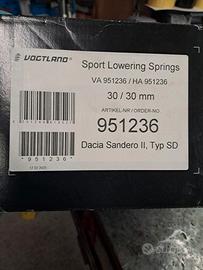 VOGTLAND
Sport Lowering Springs
VA 951236 / HA 951236
30 / 30 mm
ARTIKEL-NR / ORDER-NO
951236
Dacia Sandero II, Typ SD
*951236*
subito